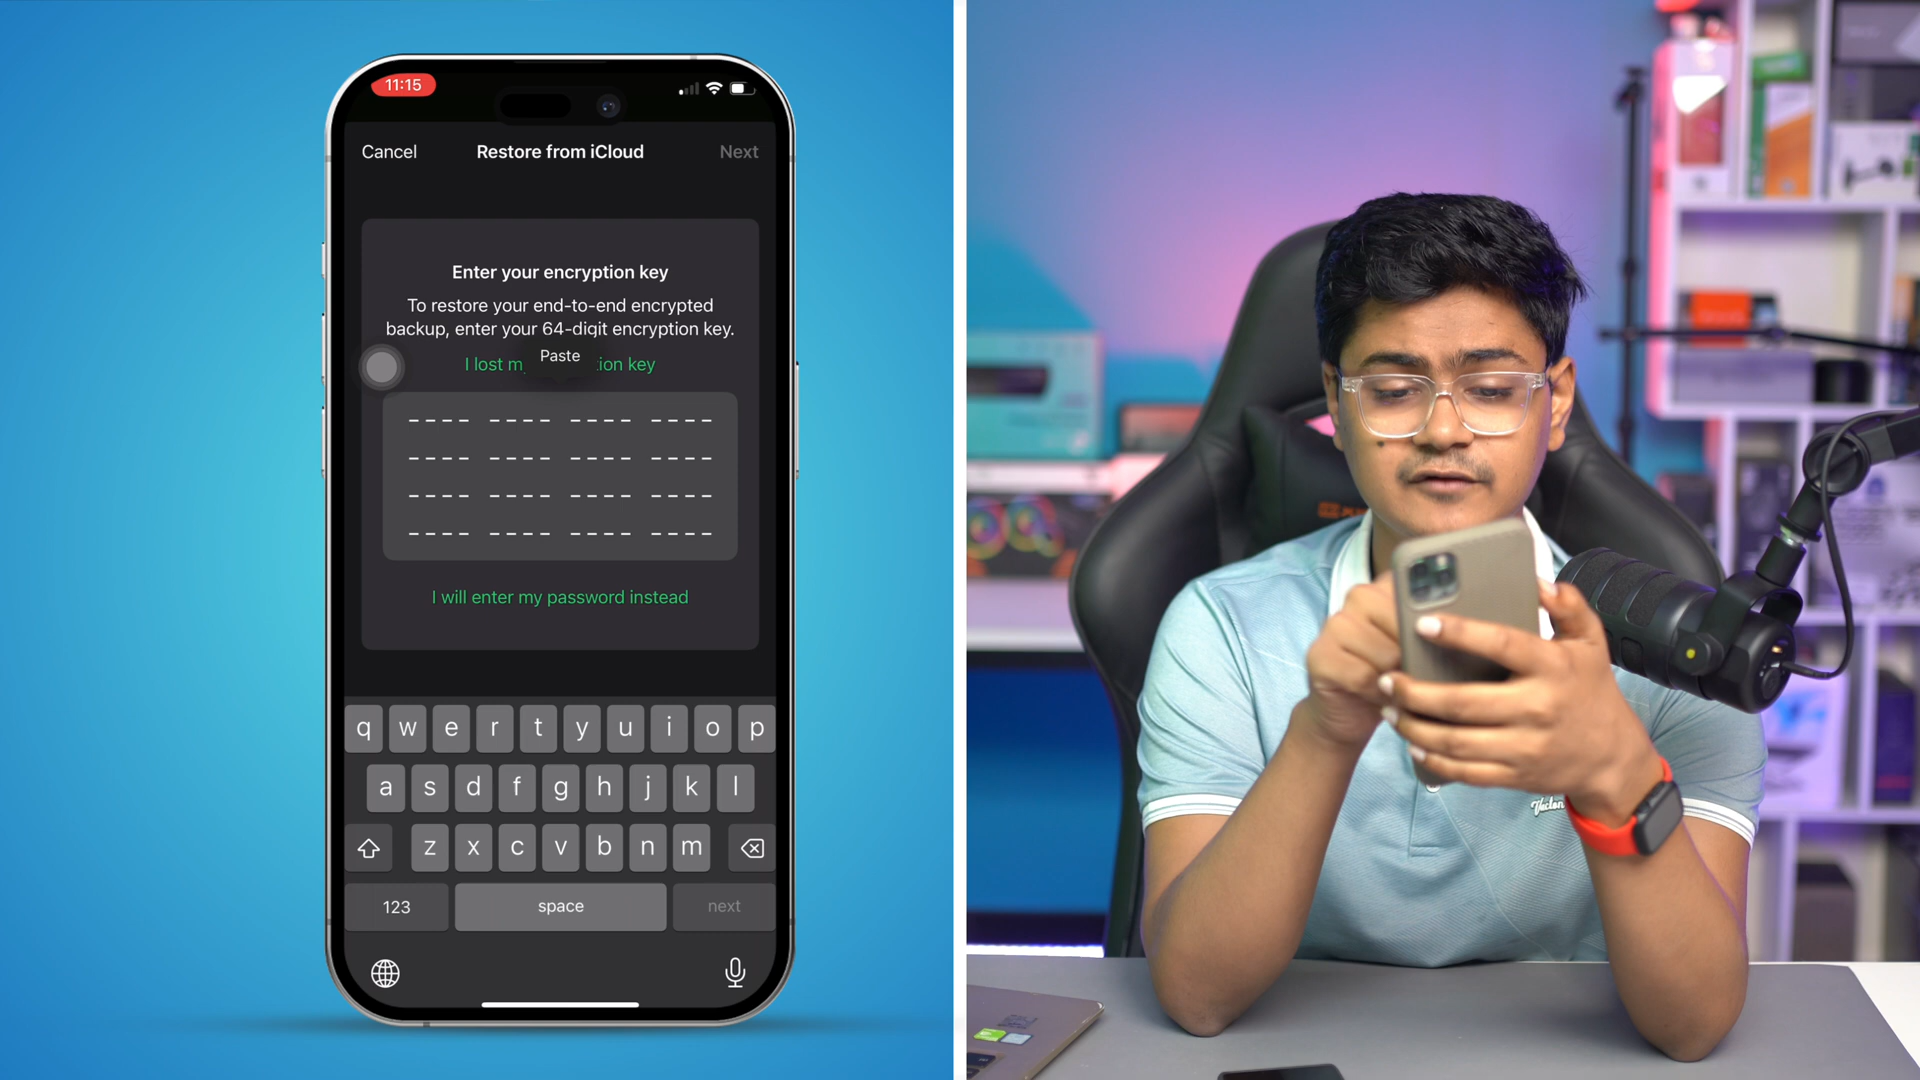 11:15
Cancel
Restore from iCloud
Next
Enter your encryption key
To restore your end-to-end encrypted
backup, enter your 64-digit encryption key.
Paste
I lost m tion key
I will enter my password instead
q w e r t y u i o p
a s d f g h j k l
z x c v b n m
123
space
next